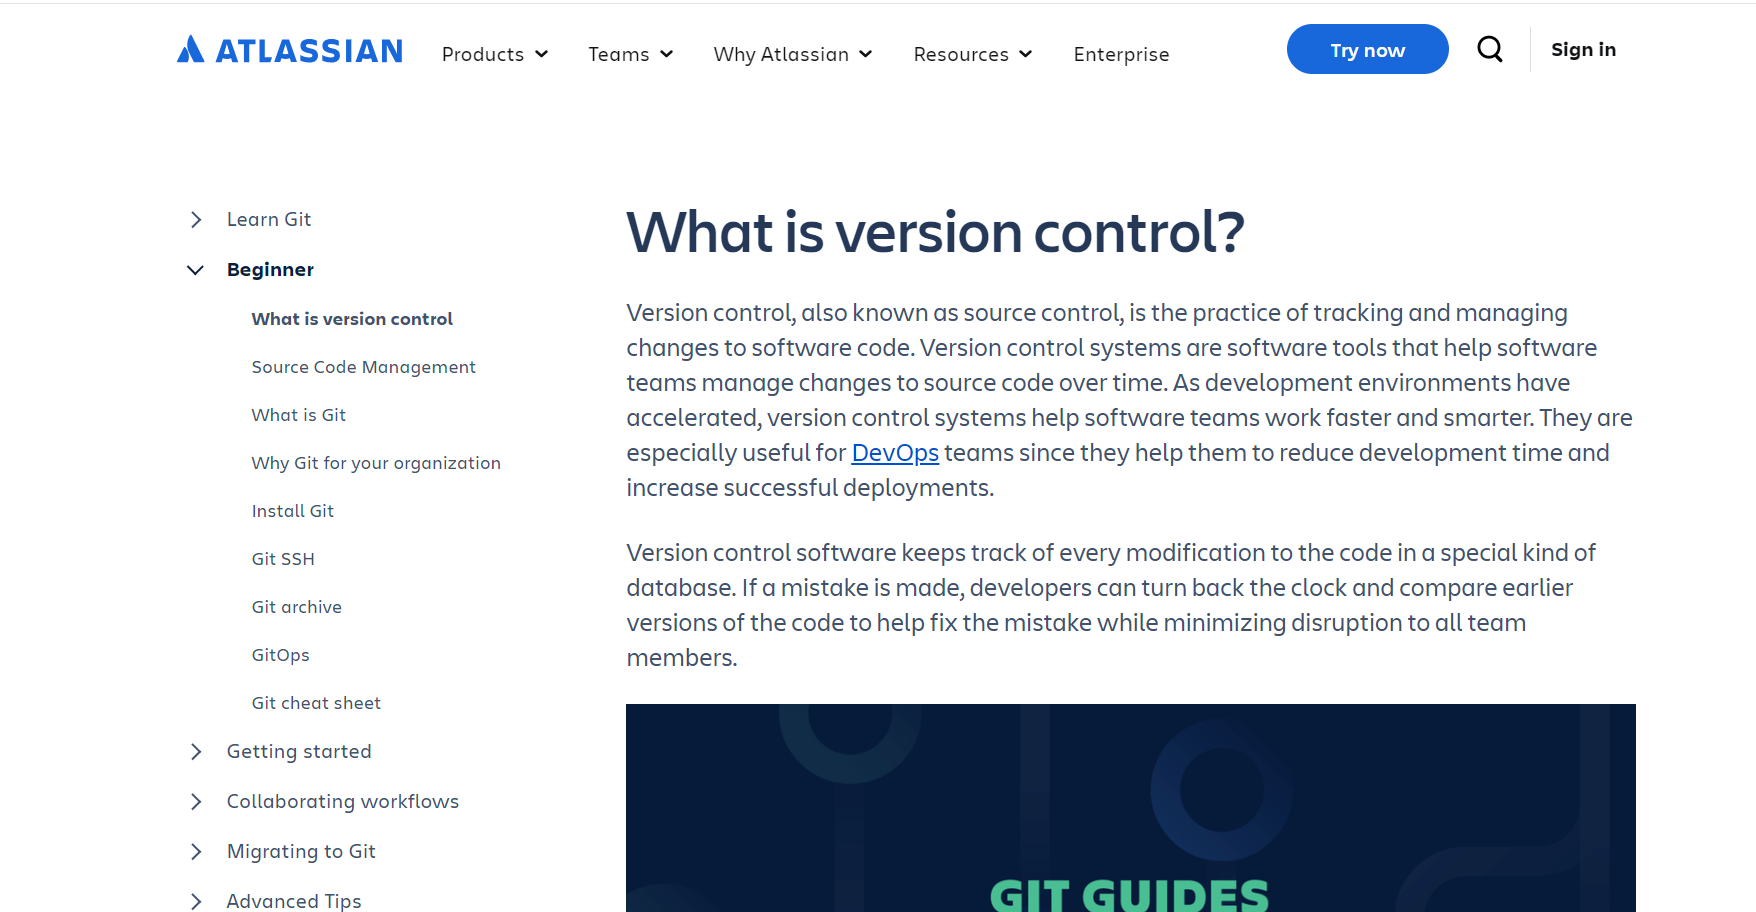 ATLASSIAN
Products
Teams
Why Atlassian
Resources
Enterprise
Try now
Sign in
Learn Git
Beginner
What is version control
Source Code Management
What is Git
Why Git for your organization
Install Git
Git SSH
Git archive
GitOps
Git cheat sheet
Getting started
Collaborating workflows
Migrating to Git
Advanced Tips
What is version control?
Version control, also known as source control, is the practice of tracking and managing
changes to software code. Version control systems are software tools that help software
teams manage changes to source code over time. As development environments have
accelerated, version control systems help software teams work faster and smarter. They are
especially useful for DevOps teams since they help them to reduce development time and
increase successful deployments.
Version control software keeps track of every modification to the code in a special kind of
database. If a mistake is made, developers can turn back the clock and compare earlier
versions of the code to help fix the mistake while minimizing disruption to all team
members.
GIT GUIDES